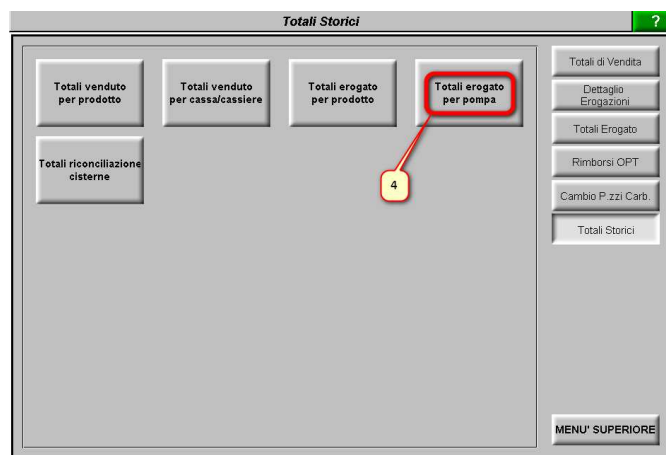 Totali Storici
?
Totali venduto
per prodotto
Totali venduto
per cassa/cassiere
Totali erogato
per prodotto
Totali erogato
per pompa
Totali riconciliazione
cisterne
4
Totali di Vendita
Dettaglio
Erogazioni
Totali Erogato
Rimborsi OPT
Cambio P.zzi Carb.
Totali Storici
MENU' SUPERIORE